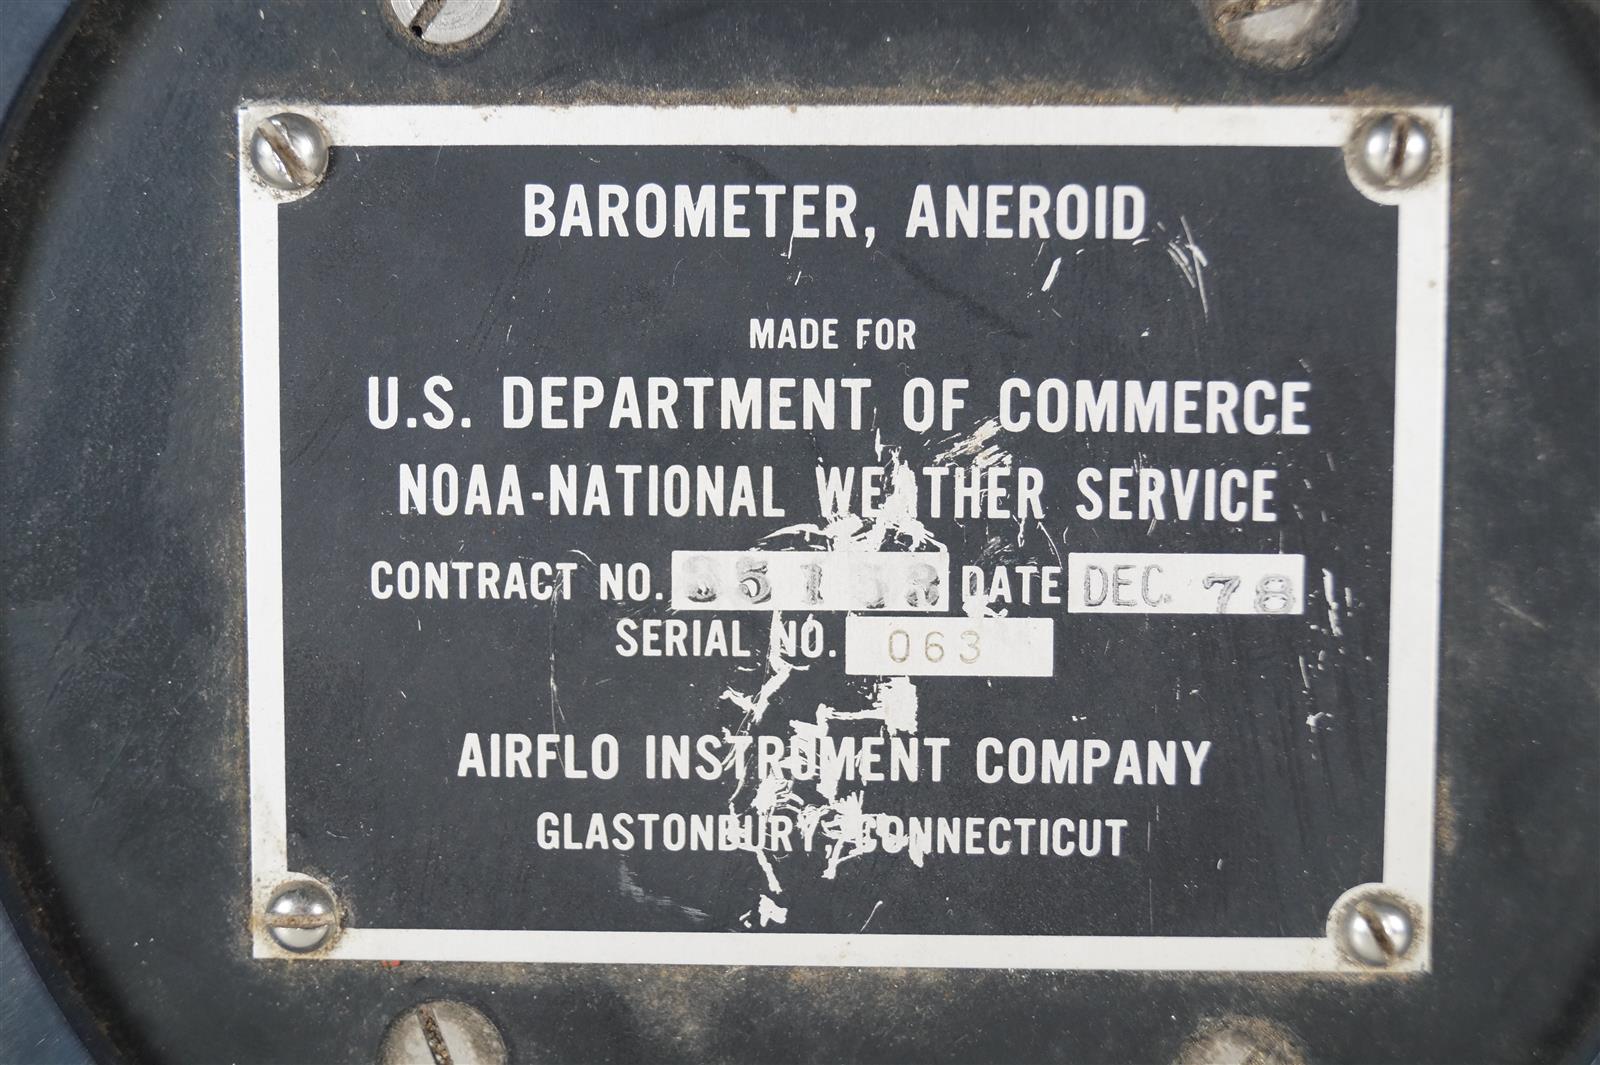 BAROMETER, ANEROID
MADE FOR
U.S. DEPARTMENT OF COMMERCE
NOAA-NATIONAL WEATHER SERVICE
CONTRACT NO. DATE DEC. 78
SERIAL NO. 063
AIRFLO INSTRUMENT COMPANY
GLASTONBURY, CONNECTICUT